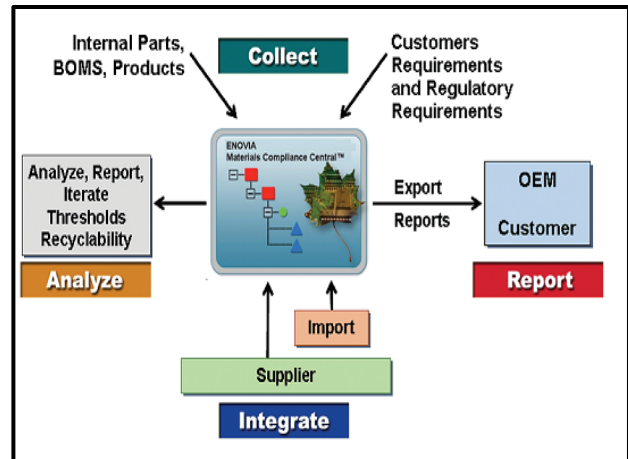 Internal Parts,
BOMS, Products
Collect
Customers
Requirements
and Regulatory
Requirements
ENOVIA
Materials Compliance Central™
Analyze, Report,
Iterate
Thresholds
Recyclability
Analyze
Export
Reports
OEM
Customer
Report
Import
Supplier
Integrate